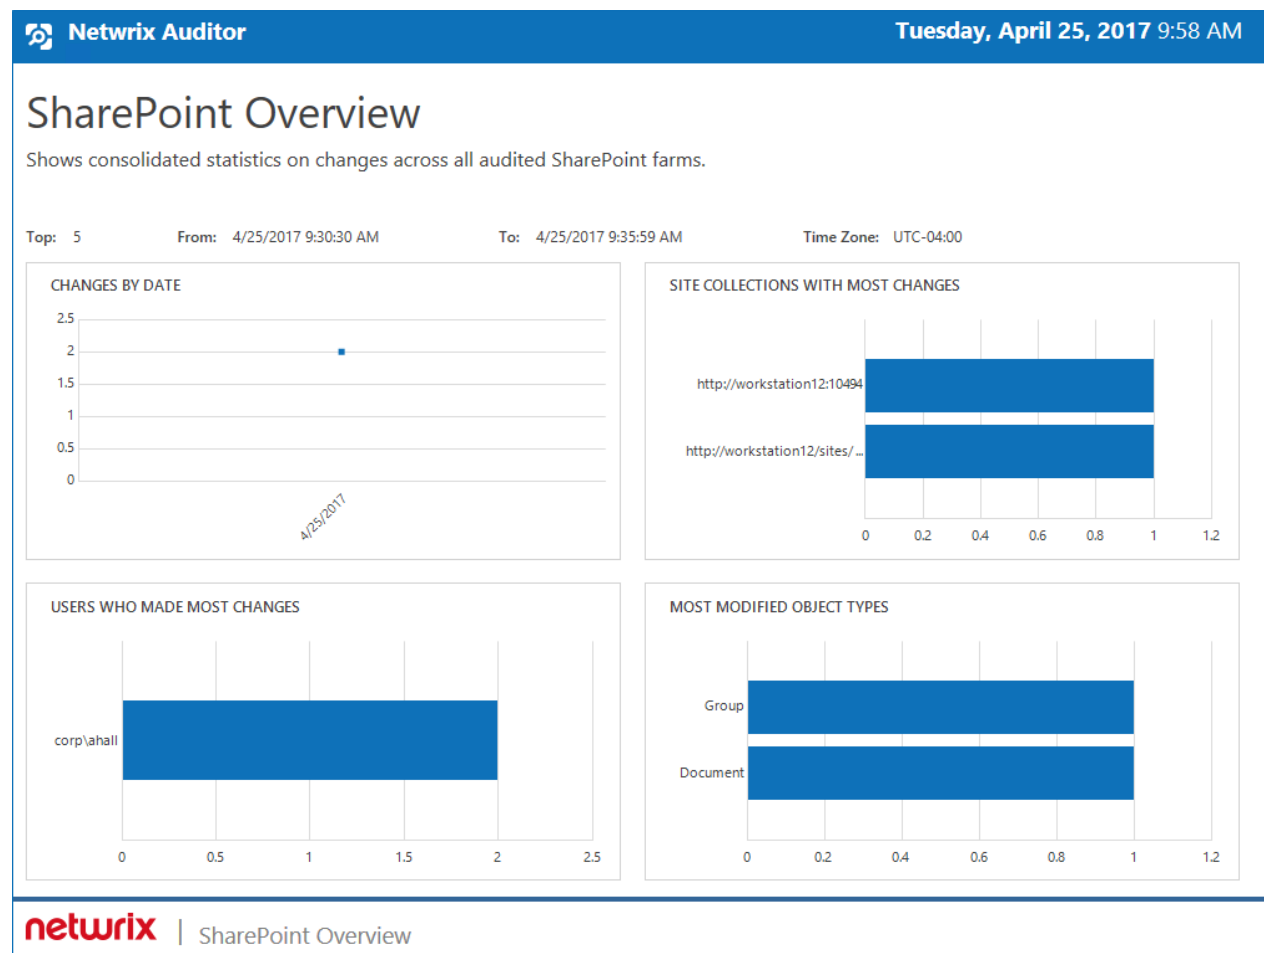 Netwrix Auditor
Tuesday, April 25, 2017 9:58 AM
SharePoint Overview
Shows consolidated statistics on changes across all audited SharePoint farms.
Top: 5 From: 4/25/2017 9:30:30 AM To: 4/25/2017 9:35:59 AM Time Zone: UTC-04:00
CHANGES BY DATE
2.5
2
1.5
1
0.5
0
4/25/2017
SITE COLLECTIONS WITH MOST CHANGES
http://workstation12:10494
http://workstation12/sites/ ...
0 0.2 0.4 0.6 0.8 1 1.2
USERS WHO MADE MOST CHANGES
corp\ahall
0 0.5 1 1.5 2 2.5
MOST MODIFIED OBJECT TYPES
Group
Document
0 0.2 0.4 0.6 0.8 1 1.2
netwrix | SharePoint Overview